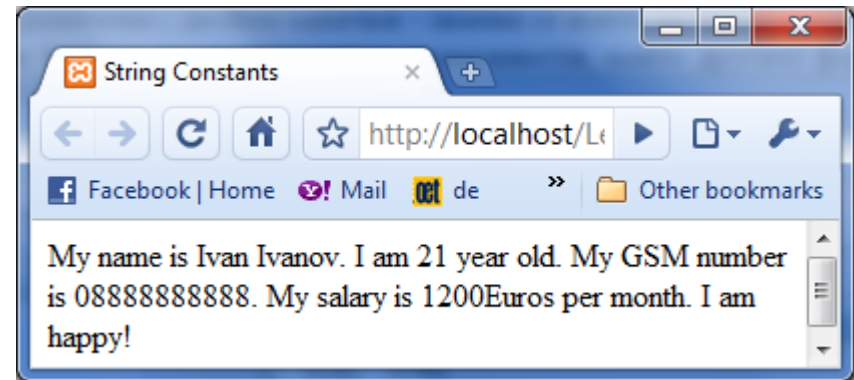 String Constants
http://localhost/Le
Facebook | Home Y! Mail œt de » Other bookmarks
My name is Ivan Ivanov. I am 21 year old. My GSM number
is 08888888888. My salary is 1200Euros per month. I am
happy!